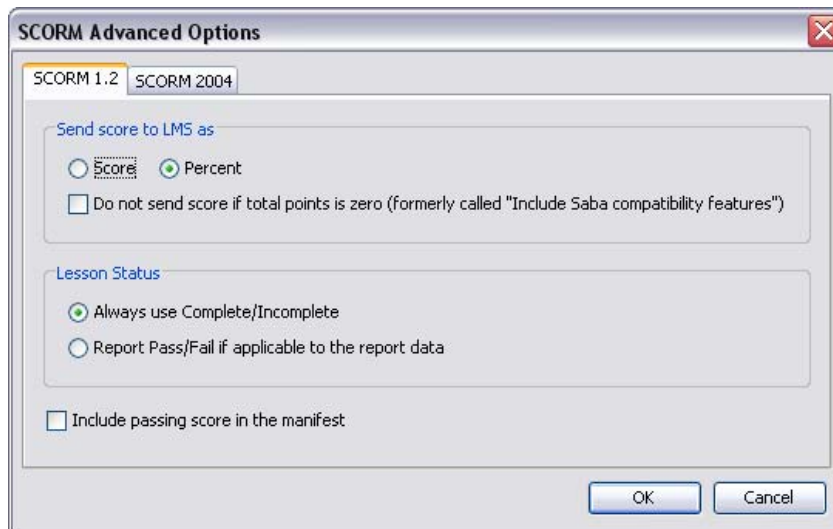 SCORM Advanced Options
SCORM 1.2 SCORM 2004
Send score to LMS as
Score Percent
Do not send score if total points is zero (formerly called "Include Saba compatibility features")
Lesson Status
Always use Complete/Incomplete
Report Pass/Fail if applicable to the report data
Include passing score in the manifest
OK Cancel